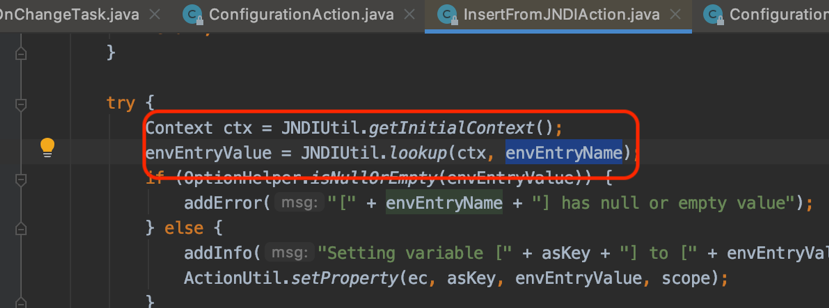 OnChangeTask.java × ConfigurationAction.java × InsertFromJNDIAction.java × Configuration
}
try {
Context ctx = JNDIUtil.getInitialContext();
envEntryValue = JNDIUtil.lookup(ctx, envEntryName);
if (OptionHelper.isNullOrEmpty(envEntryValue)) {
addError( msg: "[" + envEntryName + "] has null or empty value");
} else {
addInfo( msg: "Setting variable [" + asKey + "] to [" + envEntryVal
ActionUtil.setProperty(ec, asKey, envEntryValue, scope);
}